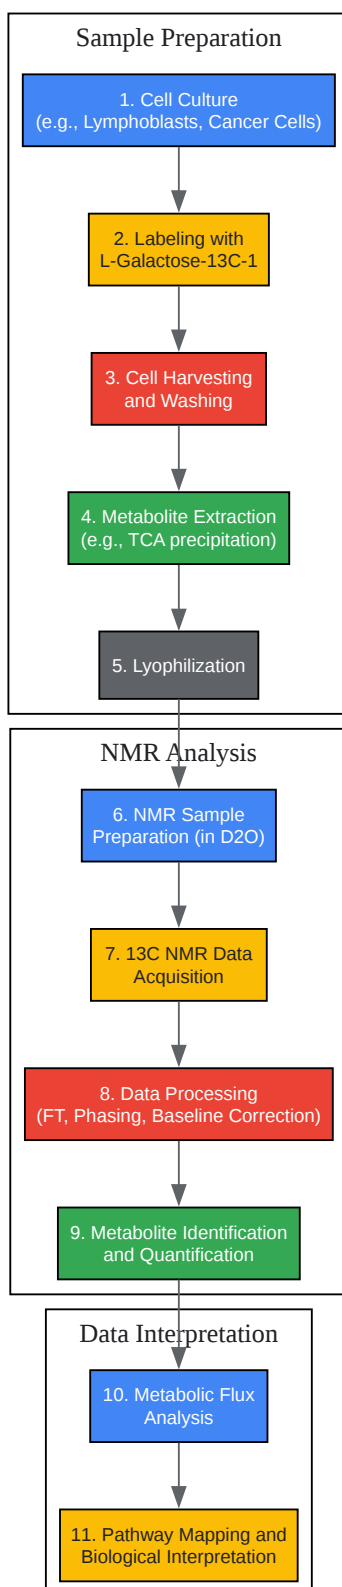 Sample Preparation
1. Cell Culture
(e.g., Lymphoblasts, Cancer Cells)
2. Labeling with
L-Galactose-13C-1
3. Cell Harvesting
and Washing
4. Metabolite Extraction
(e.g., TCA precipitation)
5. Lyophilization
NMR Analysis
6. NMR Sample
Preparation (in D2O)
7. 13C NMR Data
Acquisition
8. Data Processing
(FT, Phasing, Baseline Correction)
9. Metabolite Identification
and Quantification
Data Interpretation
10. Metabolic Flux
Analysis
11. Pathway Mapping and
Biological Interpretation